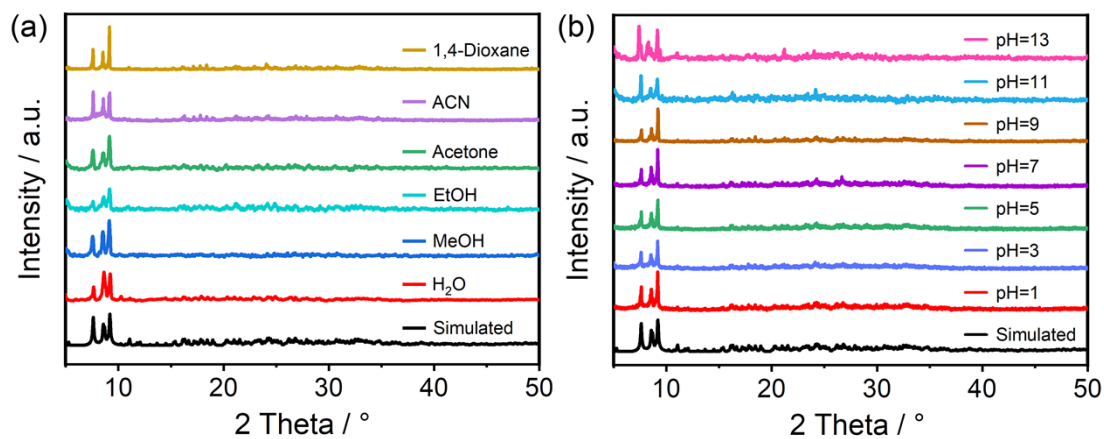 (a)
Intensity / a.u.
1,4-Dioxane
ACN
Acetone
EtOH
MeOH
H₂O
Simulated
10 20 30 40 50
2 Theta / °
(b)
Intensity / a.u.
pH=13
pH=11
pH=9
pH=7
pH=5
pH=3
pH=1
Simulated
10 20 30 40 50
2 Theta / °